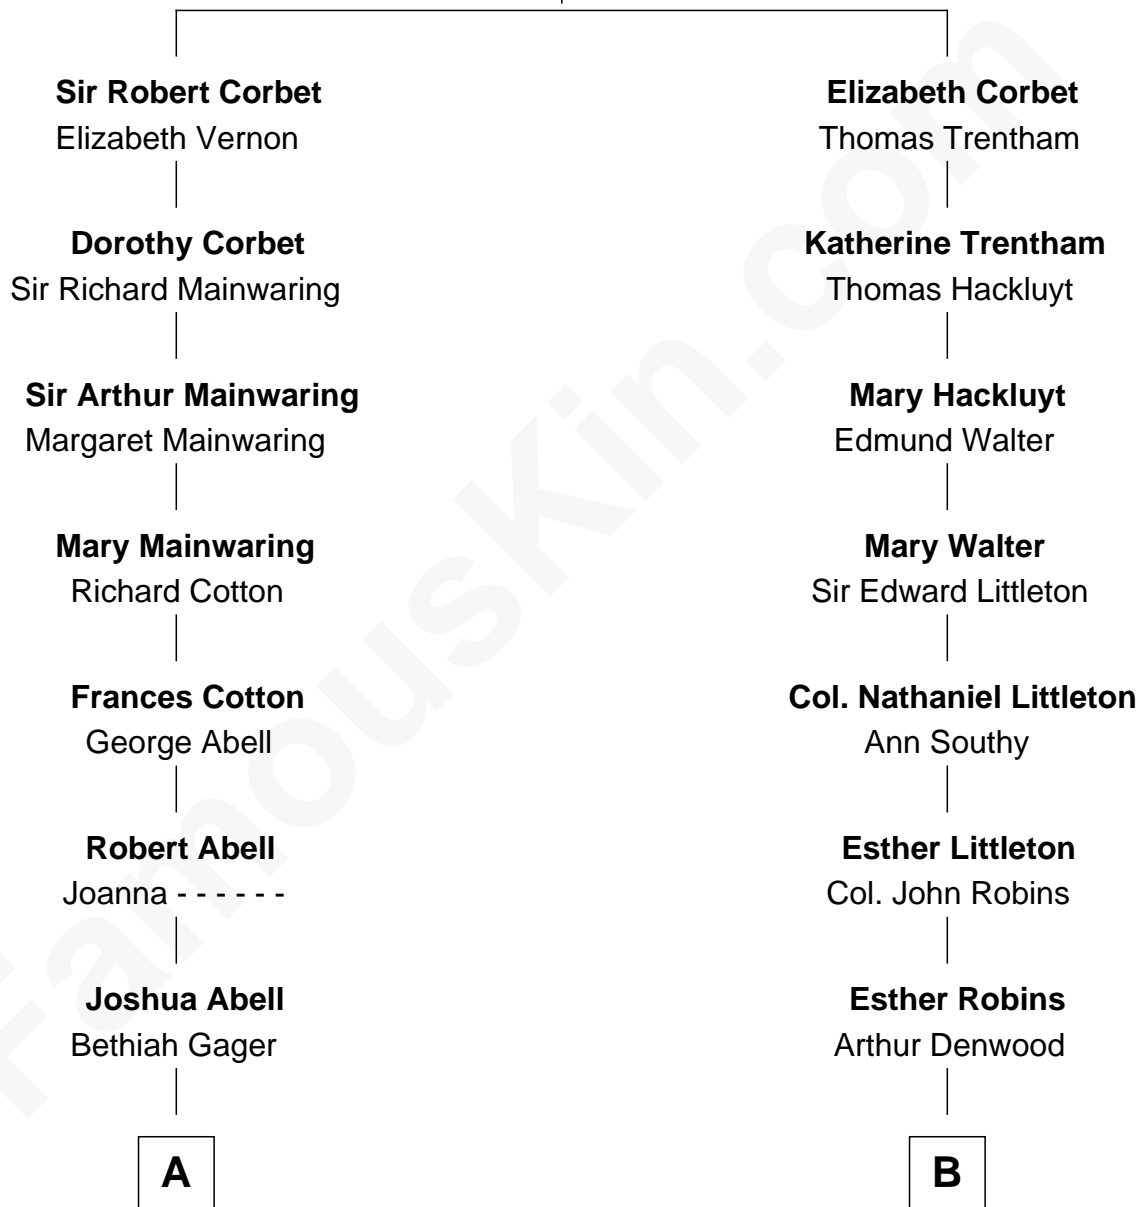 Sir Robert Corbet
Elizabeth Vernon
Dorothy Corbet
Sir Richard Mainwaring
Sir Arthur Mainwaring
Margaret Mainwaring
Mary Mainwaring
Richard Cotton
Frances Cotton
George Abell
Robert Abell
Joanna - - - - - -
Joshua Abell
Bethiah Gager
A
Elizabeth Corbet
Thomas Trentham
Katherine Trentham
Thomas Hackluyt
Mary Hackluyt
Edmund Walter
Mary Walter
Sir Edward Littleton
Col. Nathaniel Littleton
Ann Southy
Esther Littleton
Col. John Robins
Esther Robins
Arthur Denwood
B
FamousKin.com